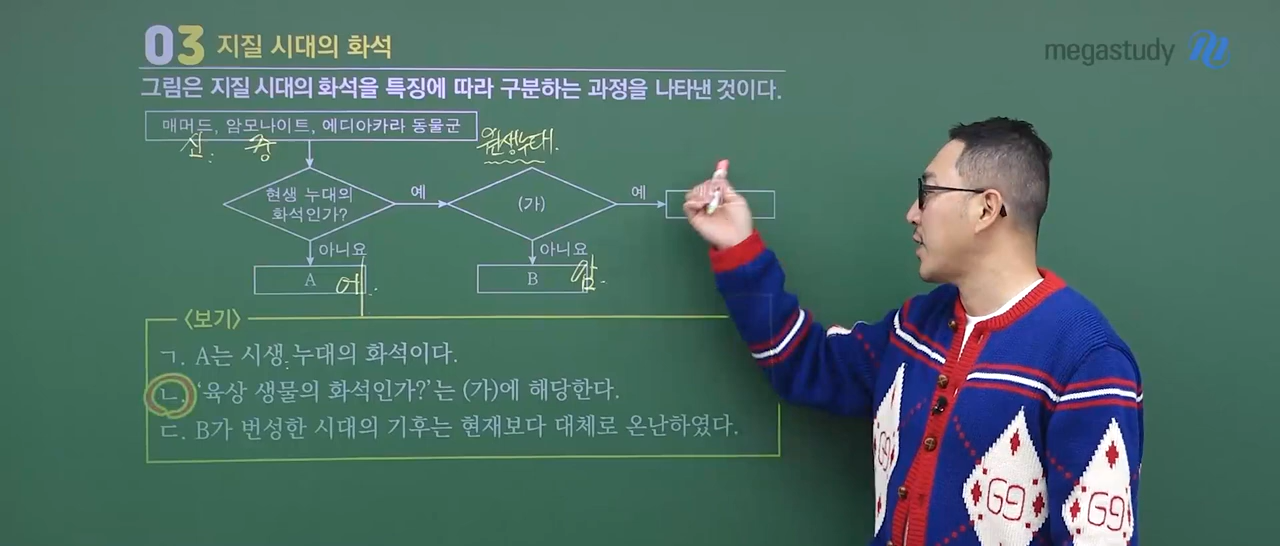 03 지질 시대의 화석
megastudy
그림은 지질 시대의 화석을 특징에 따라 구분하는 과정을 나타낸 것이다.
매머드, 암모나이트, 에디아카라 동물군
신. 중 원생누대.
현생 누대의
화석인가?
예
(가)
예
아니요
아니요
A 에.
B 암.
<보기>
ㄱ. A는 시생 누대의 화석이다.
ㄴ. '육상 생물의 화석인가?'는 (가)에 해당한다.
ㄷ. B가 번성한 시대의 기후는 현재보다 대체로 온난하였다.
G9
G9